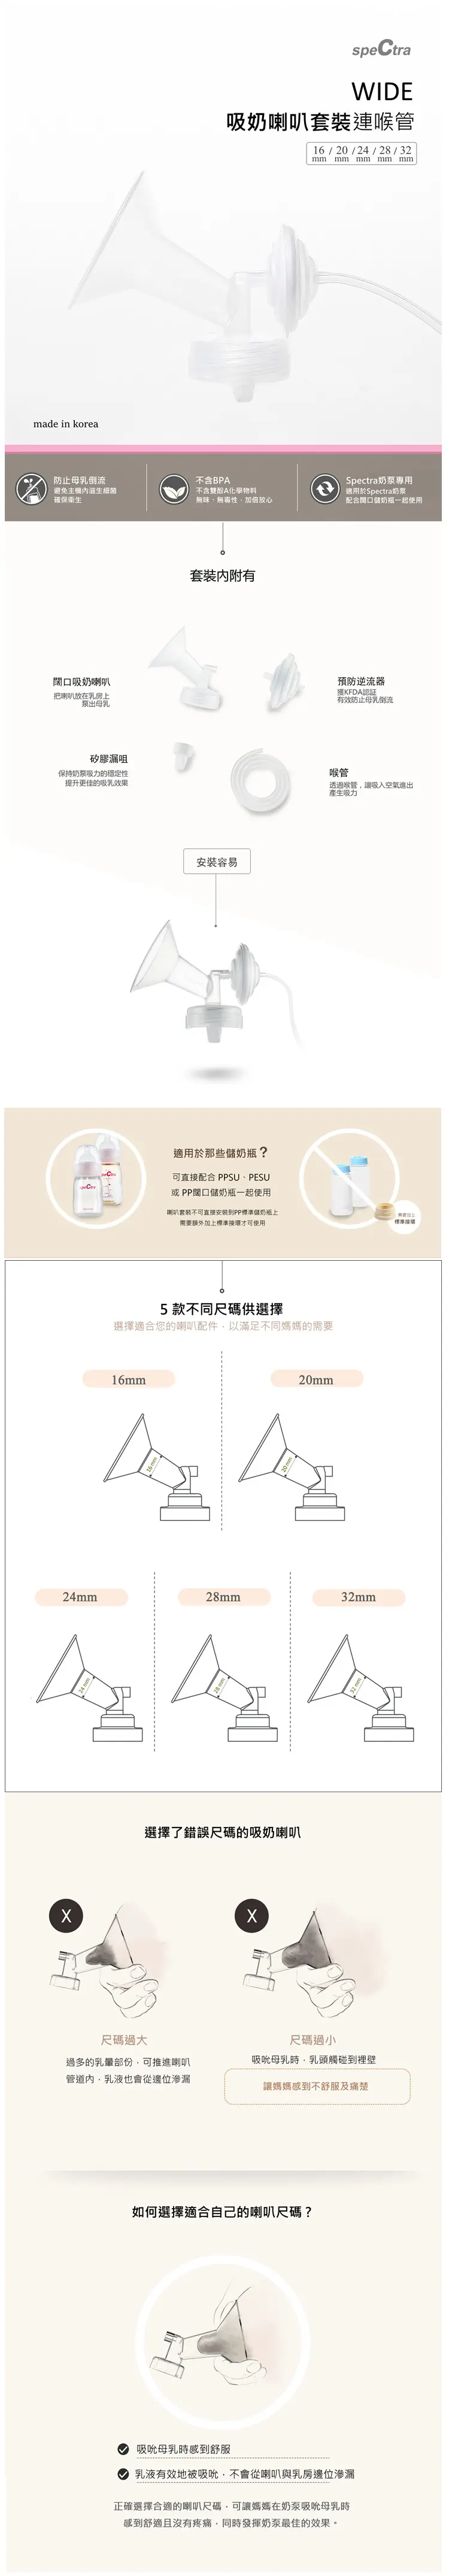 speCtra
WIDE
吸奶喇叭套裝連喉管
16 / 20 / 24 / 28 / 32
mm mm mm mm mm
made in korea
防止母乳倒流
避免主機內滋生細菌
確保衛生
不含BPA
不含雙酚A化學物料
無味、無毒性，加倍放心
Spectra奶泵專用
適用於Spectra奶泵
配合闊口儲奶瓶一起使用
套裝內附有
闊口吸奶喇叭
把喇叭放在乳房上
泵出母乳
預防逆流器
獲KFDA認証
有效防止母乳倒流
矽膠漏咀
保持奶泵吸力的穩定性
提升更佳的吸乳效果
喉管
透過喉管，讓吸入空氣進出
產生吸力
安裝容易
適用於那些儲奶瓶？
可直接配合 PPSU、PESU
或 PP闊口儲奶瓶一起使用
喇叭套裝不可直接安裝到PP標準儲奶瓶上
需要額外加上標準接環才可使用
speCtra
speCtra
需要加上
標準接環
5 款不同尺碼供選擇
選擇適合您的喇叭配件，以滿足不同媽媽的需要
16mm
20mm
16 mm
20 mm
24mm
28mm
32mm
24 mm
28 mm
32 mm
選擇了錯誤尺碼的吸奶喇叭
X
X
尺碼過大
過多的乳暈部份，可推進喇叭
管道內，乳液也會從邊位滲漏
尺碼過小
吸吮母乳時，乳頭觸碰到裡壁
讓媽媽感到不舒服及痛楚
如何選擇適合自己的喇叭尺碼？
吸吮母乳時感到舒服
乳液有效地被吸吮，不會從喇叭與乳房邊位滲漏
正確選擇合適的喇叭尺碼，可讓媽媽在奶泵吸吮母乳時
感到舒適且沒有疼痛，同時發揮奶泵最佳的效果。